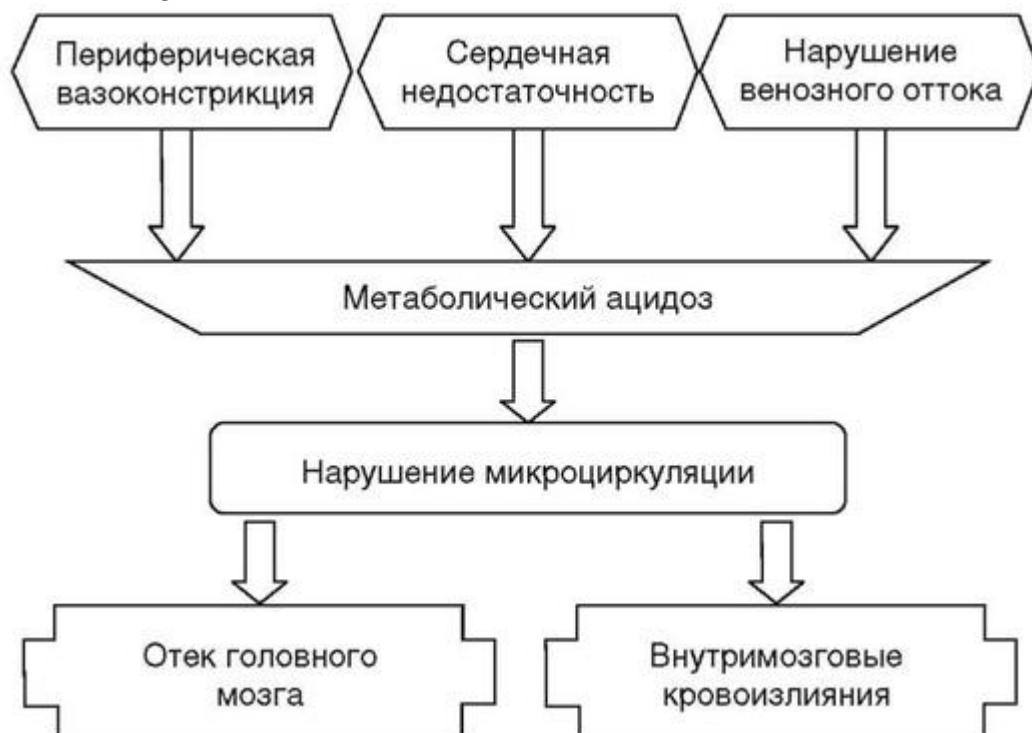 Периферическая
вазоконстрикция
Сердечная
недостаточность
Нарушение
венозного оттока
Метаболический ацидоз
Нарушение микроциркуляции
Отек головного
мозга
Внутримозговые
кровоизлияния